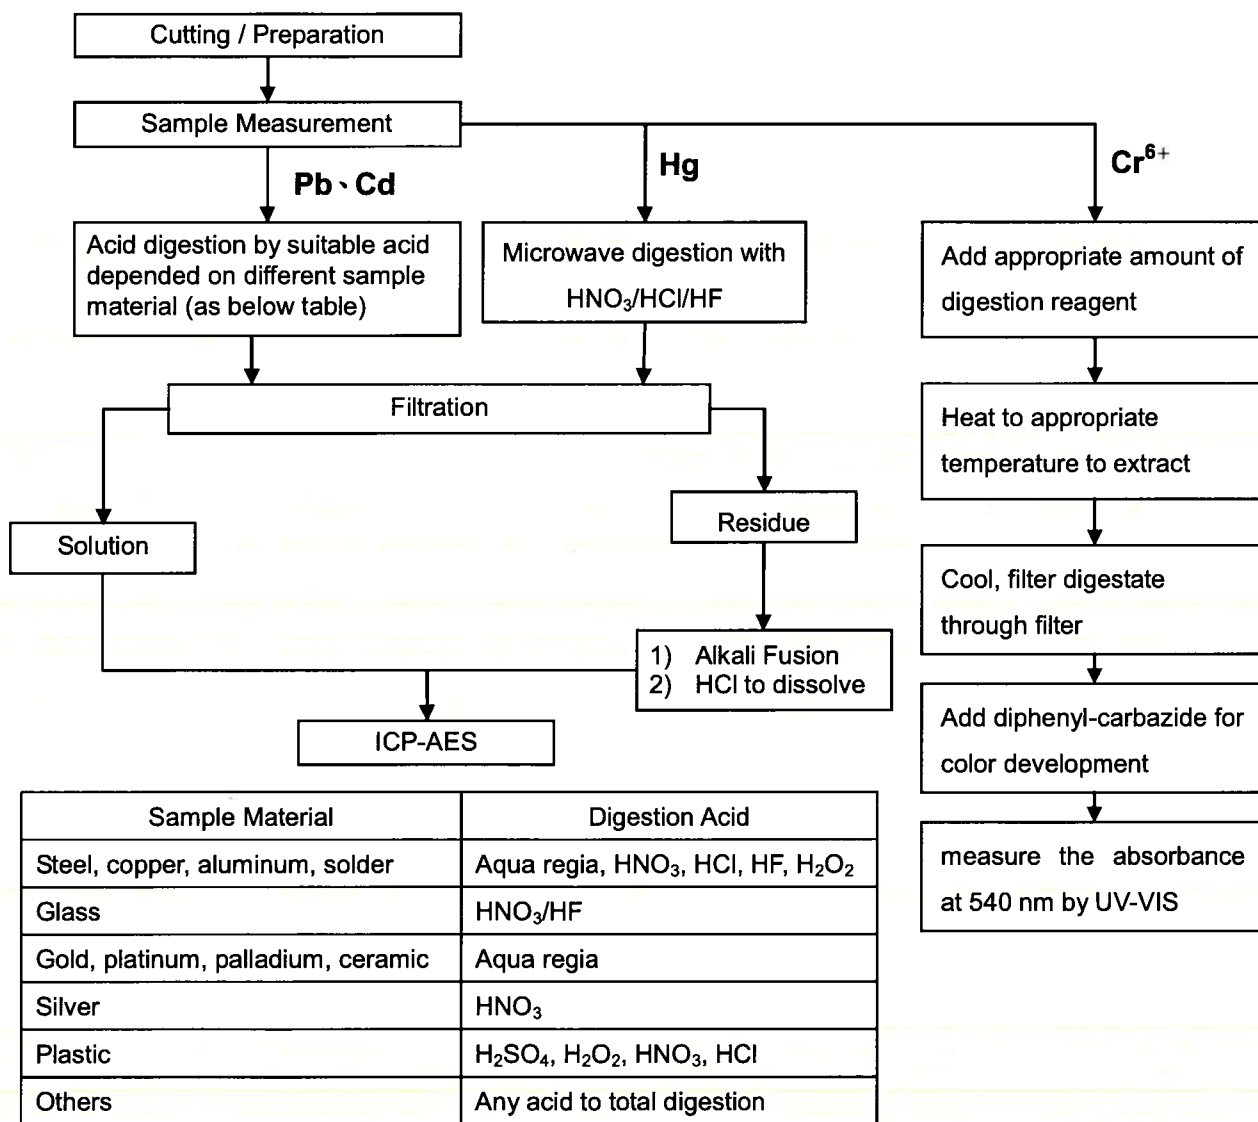 Cutting / Preparation
Sample Measurement
Pb、Cd
Hg
Cr⁶⁺
Acid digestion by suitable acid
depended on different sample
material (as below table)
Microwave digestion with
HNO₃/HCl/HF
Add appropriate amount of
digestion reagent
Filtration
Heat to appropriate
temperature to extract
Solution
Residue
Cool, filter digestate
through filter
1) Alkali Fusion
2) HCl to dissolve
ICP-AES
Add diphenyl-carbazide for
color development
measure the absorbance
at 540 nm by UV-VIS
Sample Material Digestion Acid
Steel, copper, aluminum, solder Aqua regia, HNO₃, HCl, HF, H₂O₂
Glass HNO₃/HF
Gold, platinum, palladium, ceramic Aqua regia
Silver HNO₃
Plastic H₂SO₄, H₂O₂, HNO₃, HCl
Others Any acid to total digestion